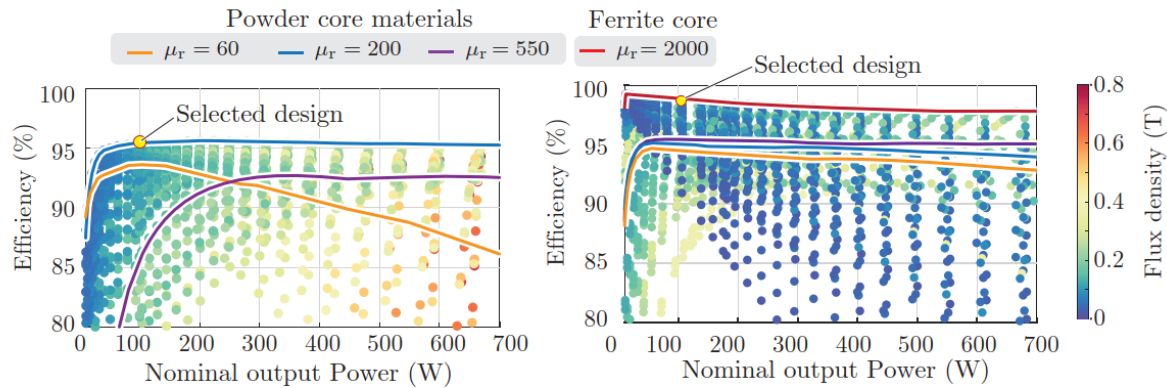 Powder core materials
Ferrite core
μr = 60
μr = 200
μr = 550
μr = 2000
Selected design
Efficiency (%)
100
95
90
85
80
0
100
200
300
400
500
600
700
Nominal output Power (W)
Selected design
Efficiency (%)
100
95
90
85
80
0
100
200
300
400
500
600
700
Nominal output Power (W)
0.8
0.6
0.4
0.2
0
Flux density (T)